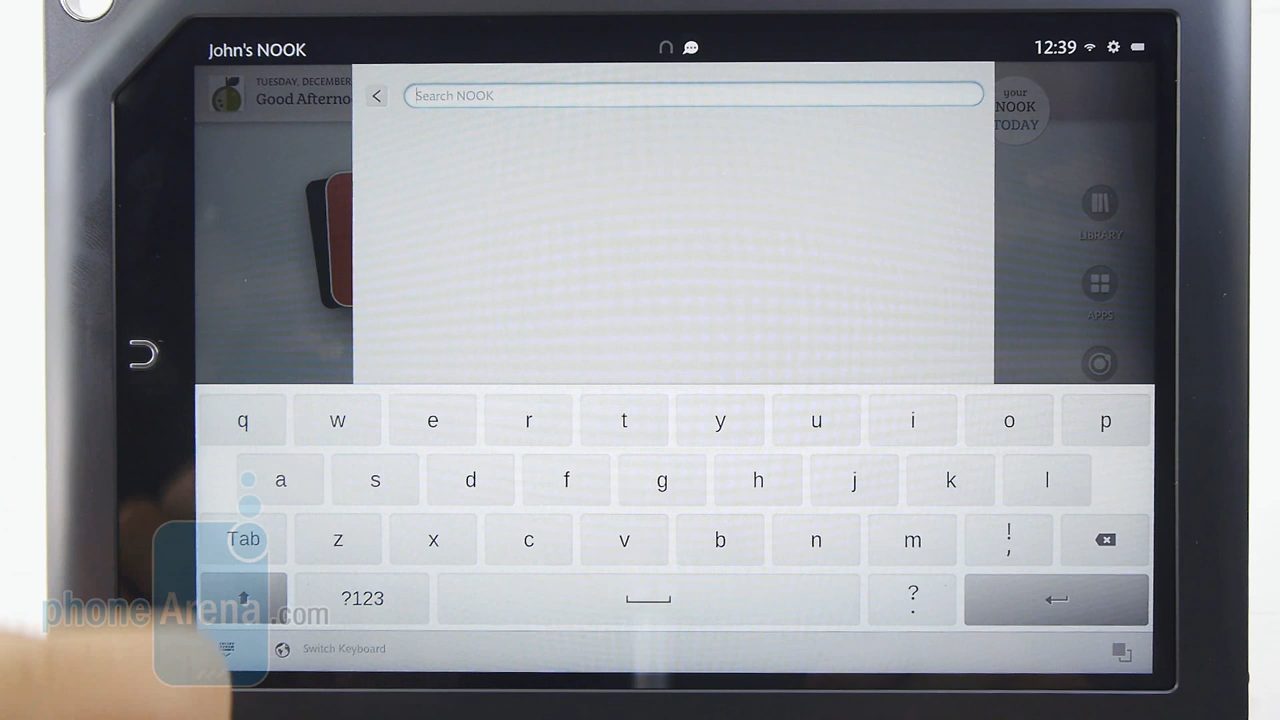 John's NOOK
12:39
TUESDAY, DECEMBER
Good Afterno
Search NOOK
your
NOOK
TODAY
LIBRARY
APPS
q w e r t y u i o p
a s d f g h j k l
Tab z x c v b n m ! ,
?123 ? .
Switch Keyboard
phoneArena.com